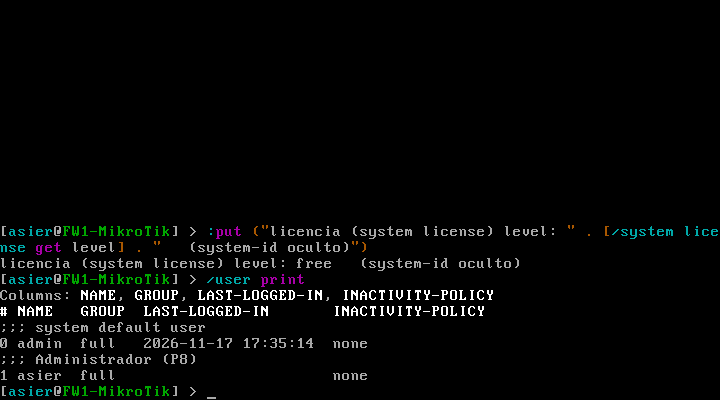 [asier@FW1-MikroTik] > :put ("licencia (system license) level: " . [/system lice
nse get level] . "   (system-id oculto)")
licencia (system license) level: free   (system-id oculto)
[asier@FW1-MikroTik] > /user print
Columns: NAME, GROUP, LAST-LOGGED-IN, INACTIVITY-POLICY
# NAME   GROUP  LAST-LOGGED-IN        INACTIVITY-POLICY
;;; system default user
0 admin  full   2026-11-17 17:35:14  none
;;; Administrador (P8)
1 asier  full                        none
[asier@FW1-MikroTik] > _